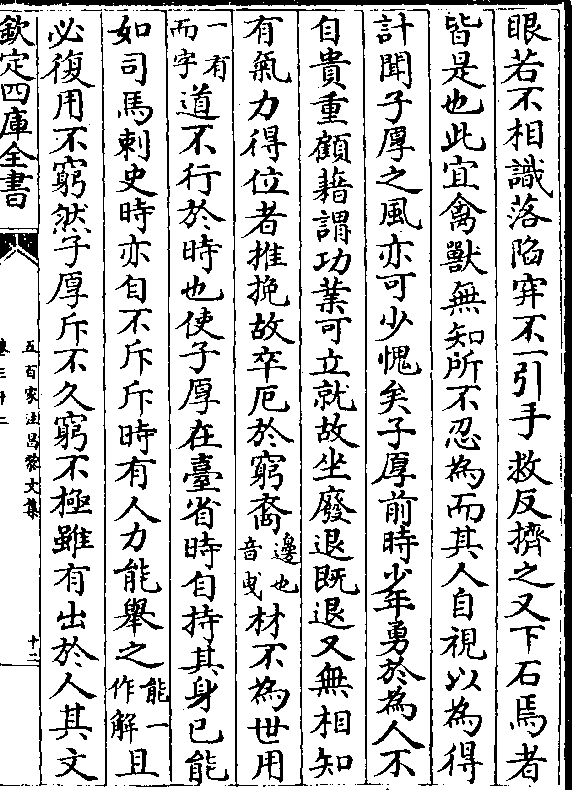 眼若不相識落陷穽不一引手救反擠之又下石焉者
皆是也此宜禽獸無知所不忍為而其人自視以為得
計聞子厚之風亦可少愧矣子厚前時少年勇於為人不
自貴重顧藉謂功業可立就故坐廢退既退又無相知
有氣力得位者推挽故卒厄於窮裔邊也音曳材不為世用
一有而字道不行於時也使子厚在臺省時自持其身已能
如司馬刺史時亦自不斥斥時有人力能舉之能一作解且
必復用不窮然子厚斥不久窮不極雖有出於人其文
欽定四庫全書
五百家注昌黎文集
卷三十二
十二